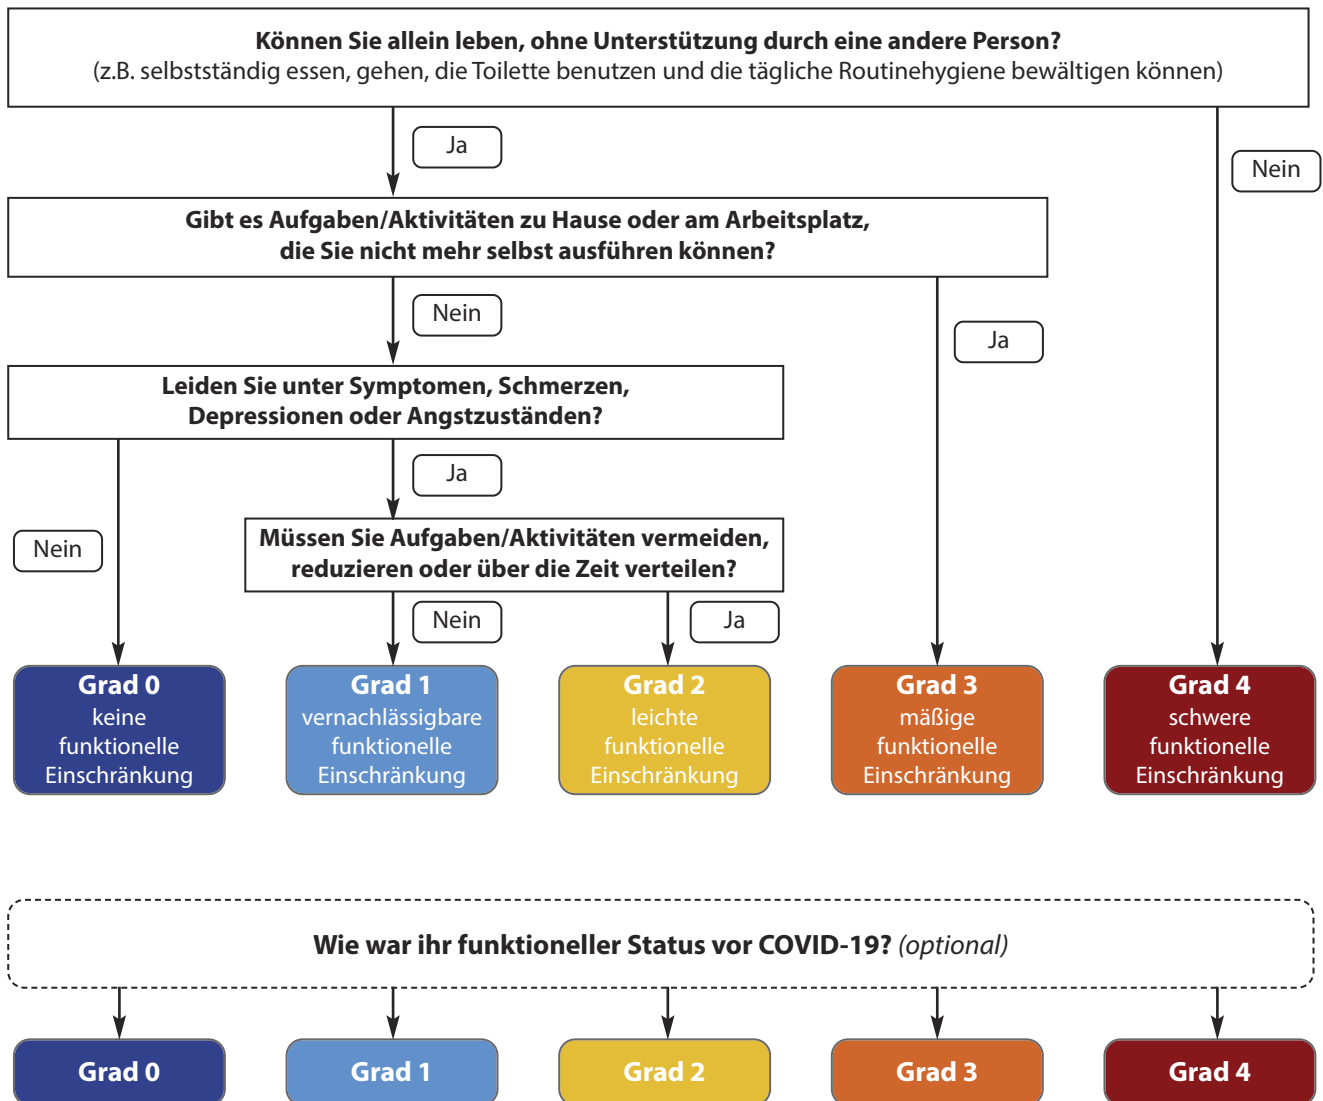 Können Sie allein leben, ohne Unterstützung durch eine andere Person?
(z.B. selbstständig essen, gehen, die Toilette benutzen und die tägliche Routinehygiene bewältigen können)
Ja
Nein
Gibt es Aufgaben/Aktivitäten zu Hause oder am Arbeitsplatz,
die Sie nicht mehr selbst ausführen können?
Nein
Ja
Leiden Sie unter Symptomen, Schmerzen,
Depressionen oder Angstzuständen?
Ja
Nein
Müssen Sie Aufgaben/Aktivitäten vermeiden,
reduzieren oder über die Zeit verteilen?
Nein
Ja
Grad 0
keine
funktionelle
Einschränkung
Grad 1
vernachlässigbare
funktionelle
Einschränkung
Grad 2
leichte
funktionelle
Einschränkung
Grad 3
mäßige
funktionelle
Einschränkung
Grad 4
schwere
funktionelle
Einschränkung
Wie war ihr funktioneller Status vor COVID-19? (optional)
Grad 0
Grad 1
Grad 2
Grad 3
Grad 4